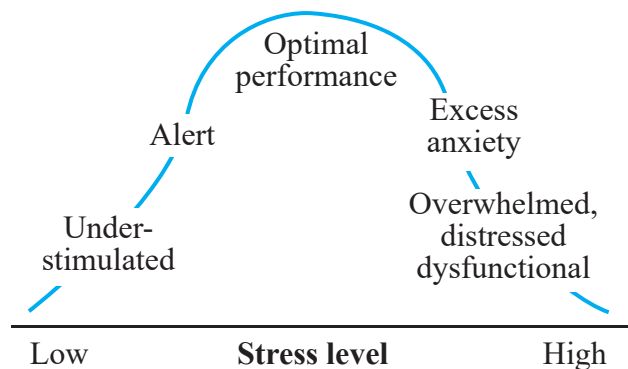 Optimal
performance
Alert
Excess
anxiety
Under-
stimulated
Overwhelmed,
distressed
dysfunctional
Low
Stress level
High